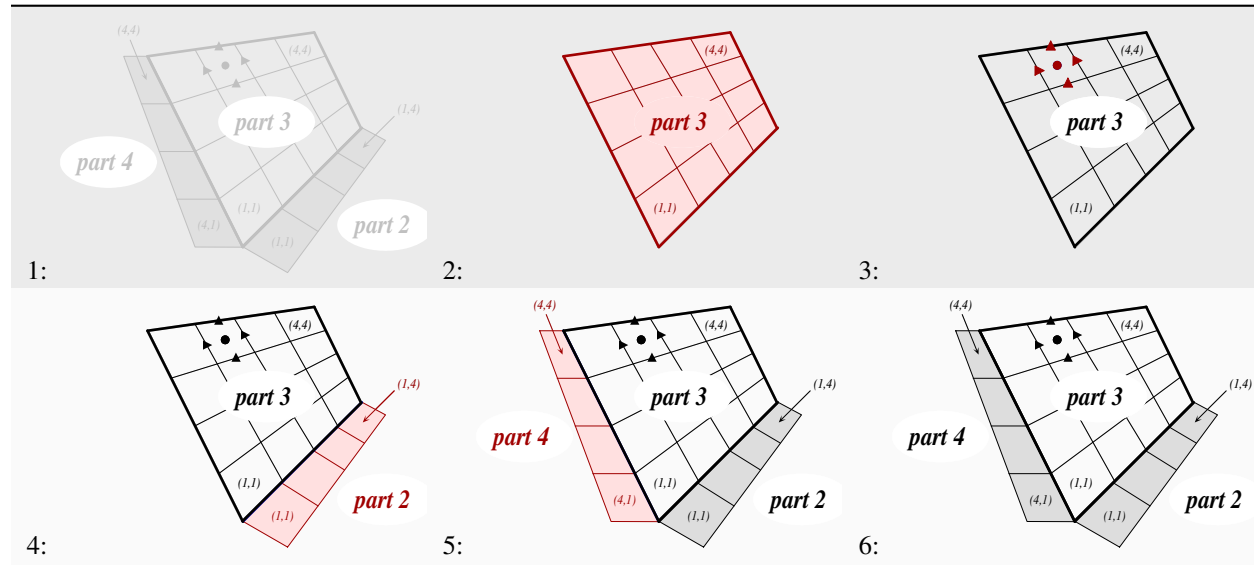 (4,4)
(4,4)
(1,4)
part 3
part 4
(4,1)
(1,1)
(1,1)
part 2
1:
(4,4)
part 3
(1,1)
2:
(4,4)
part 3
(1,1)
3:
(4,4)
(1,4)
part 3
(1,1)
(1,1)
part 2
4:
(4,4)
(4,4)
(1,4)
part 3
part 4
(4,1)
(1,1)
(1,1)
part 2
5:
(4,4)
(4,4)
(1,4)
part 3
part 4
(4,1)
(1,1)
(1,1)
part 2
6: